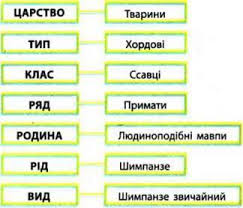 ЦАРСТВО Тварини
ТИП Хордові
КЛАС Ссавці
РЯД Примати
РОДИНА Людиноподібні мавпи
РІД Шимпанзе
ВИД Шимпанзе звичайний